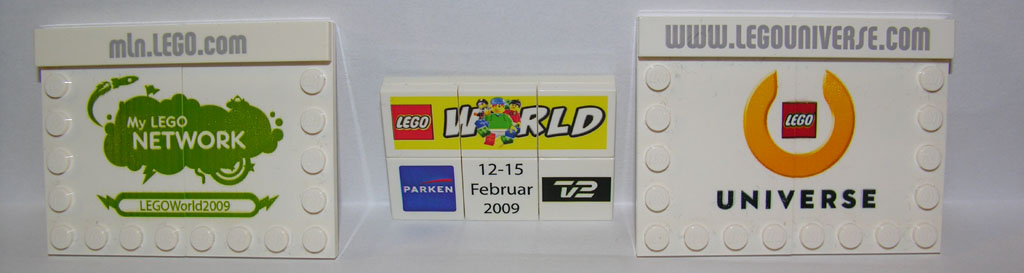 mln.LEGO.com
My LEGO
NETWORK
LEGOWorld2009
LEGO WORLD
PARKEN
12-15
Februar
2009
TV2
www.LEGOUNIVERSE.com
LEGO
UNIVERSE